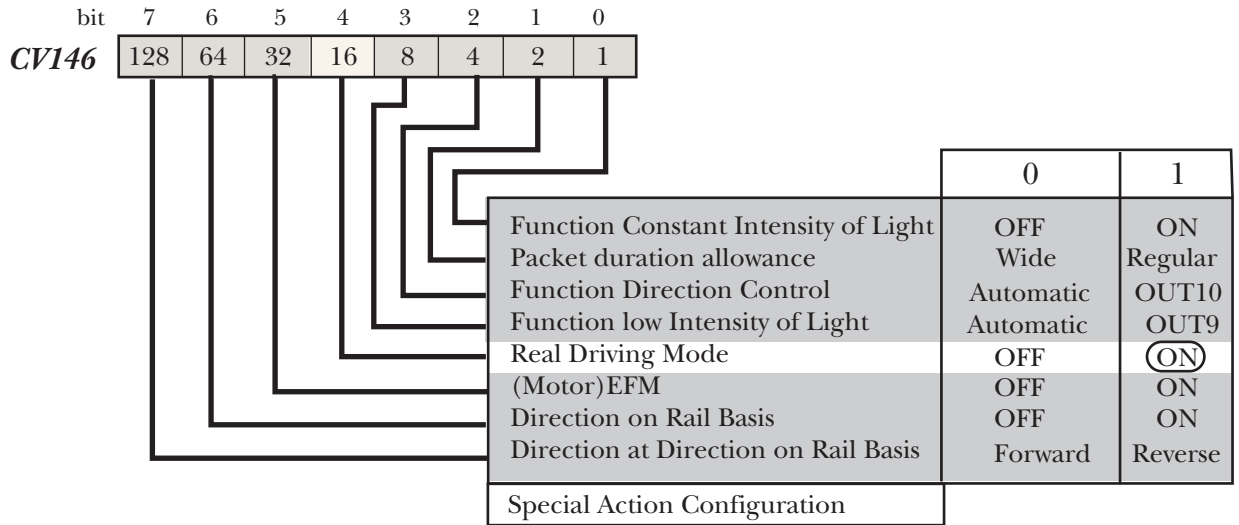 bit 7 6 5 4 3 2 1 0
CV146 128 64 32 16 8 4 2 1
0 1
Function Constant Intensity of Light OFF ON
Packet duration allowance Wide Regular
Function Direction Control Automatic OUT10
Function low Intensity of Light Automatic OUT9
Real Driving Mode OFF ON
(Motor)EFM OFF ON
Direction on Rail Basis OFF ON
Direction at Direction on Rail Basis Forward Reverse
Special Action Configuration